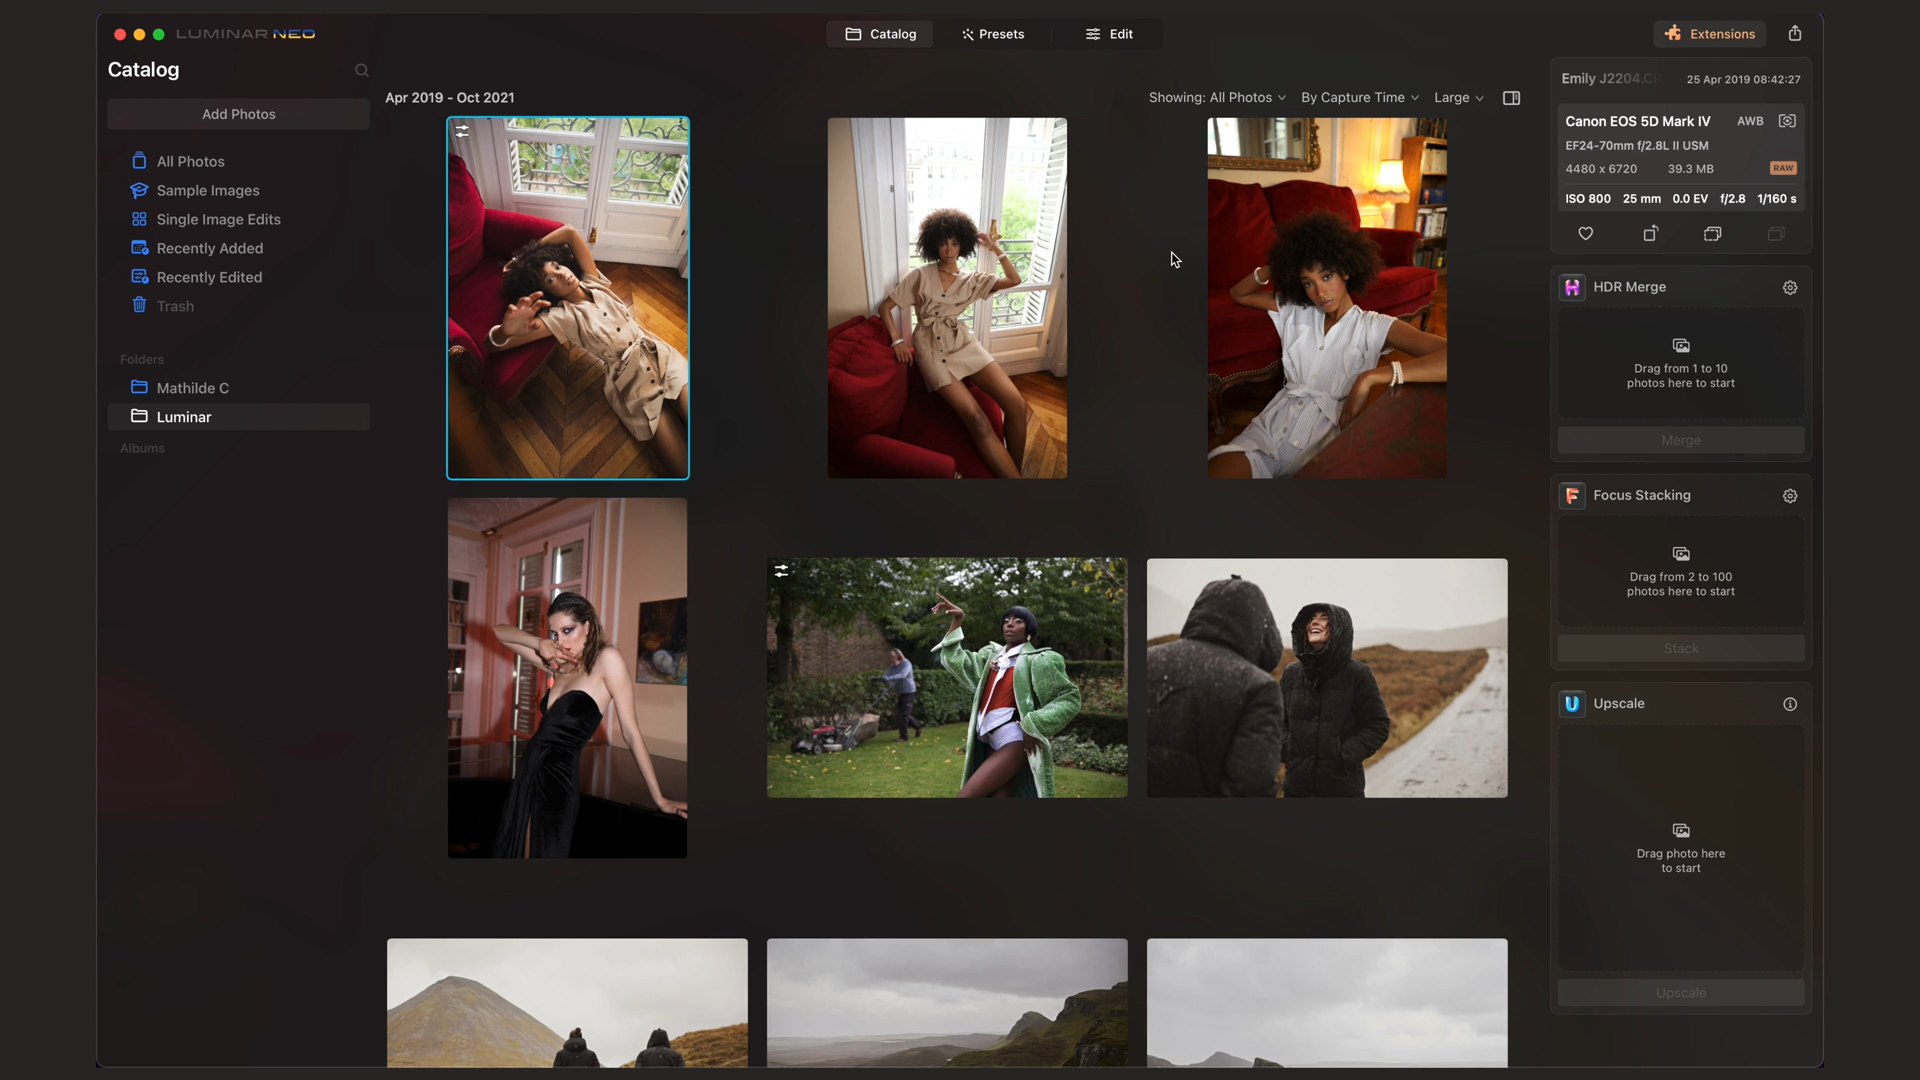 LUMINAR NEO
Catalog
Presets
Edit
Extensions
Catalog
Add Photos
All Photos
Sample Images
Single Image Edits
Recently Added
Recently Edited
Trash
Folders
Mathilde C
Luminar
Albums
Apr 2019 - Oct 2021
Showing: All Photos
By Capture Time
Large
Emily J2204.CR 25 Apr 2019 08:42:27
Canon EOS 5D Mark IV AWB
EF24-70mm f/2.8L II USM
4480 x 6720 39.3 MB RAW
ISO 800 25 mm 0.0 EV f/2.8 1/160 s
HDR Merge
Drag from 1 to 10
photos here to start
Merge
Focus Stacking
Drag from 2 to 100
photos here to start
Stack
Upscale
Drag photo here
to start
Upscale